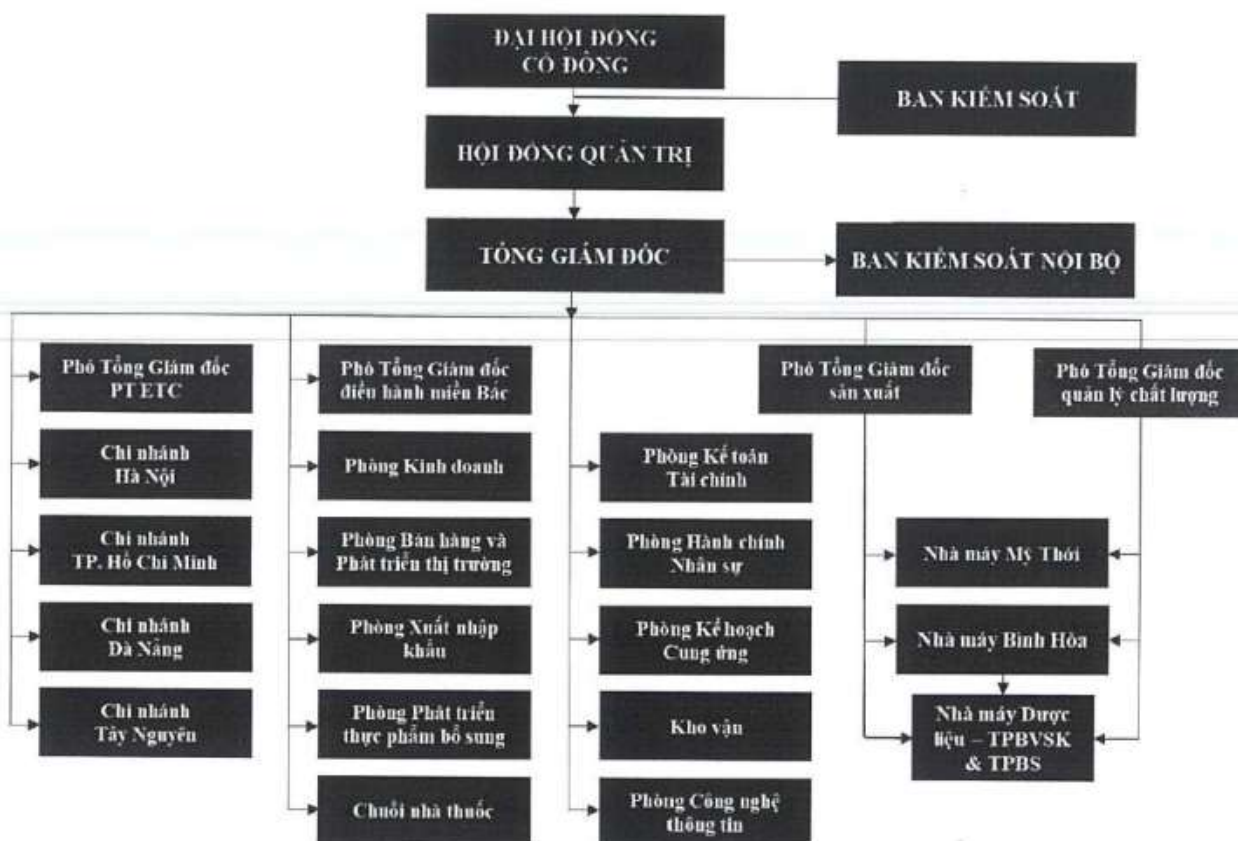 ĐẠI HỘI ĐỒNG
CỔ ĐÔNG
BAN KIỂM SOÁT
HỘI ĐỒNG QUẢN TRỊ
TỔNG GIÁM ĐỐC
BAN KIỂM SOÁT NỘI BỘ
Phó Tổng Giám đốc
PT ETC
Chi nhánh
Hà Nội
Chi nhánh
TP. Hồ Chí Minh
Chi nhánh
Đà Nẵng
Chi nhánh
Tây Nguyên
Phó Tổng Giám đốc
điều hành miền Bắc
Phòng Kinh doanh
Phòng Bán hàng và
Phát triển thị trường
Phòng Xuất nhập
khẩu
Phòng Phát triển
thực phẩm bổ sung
Chuỗi nhà thuốc
Phòng Kế toán
Tài chính
Phòng Hành chính
Nhân sự
Phòng Kế hoạch
Cung ứng
Kho vận
Phòng Công nghệ
thông tin
Phó Tổng Giám đốc
sản xuất
Phó Tổng Giám đốc
quản lý chất lượng
Nhà máy Mỹ Thới
Nhà máy Bình Hòa
Nhà máy Dược
liệu – TPBVSK
& TPBS